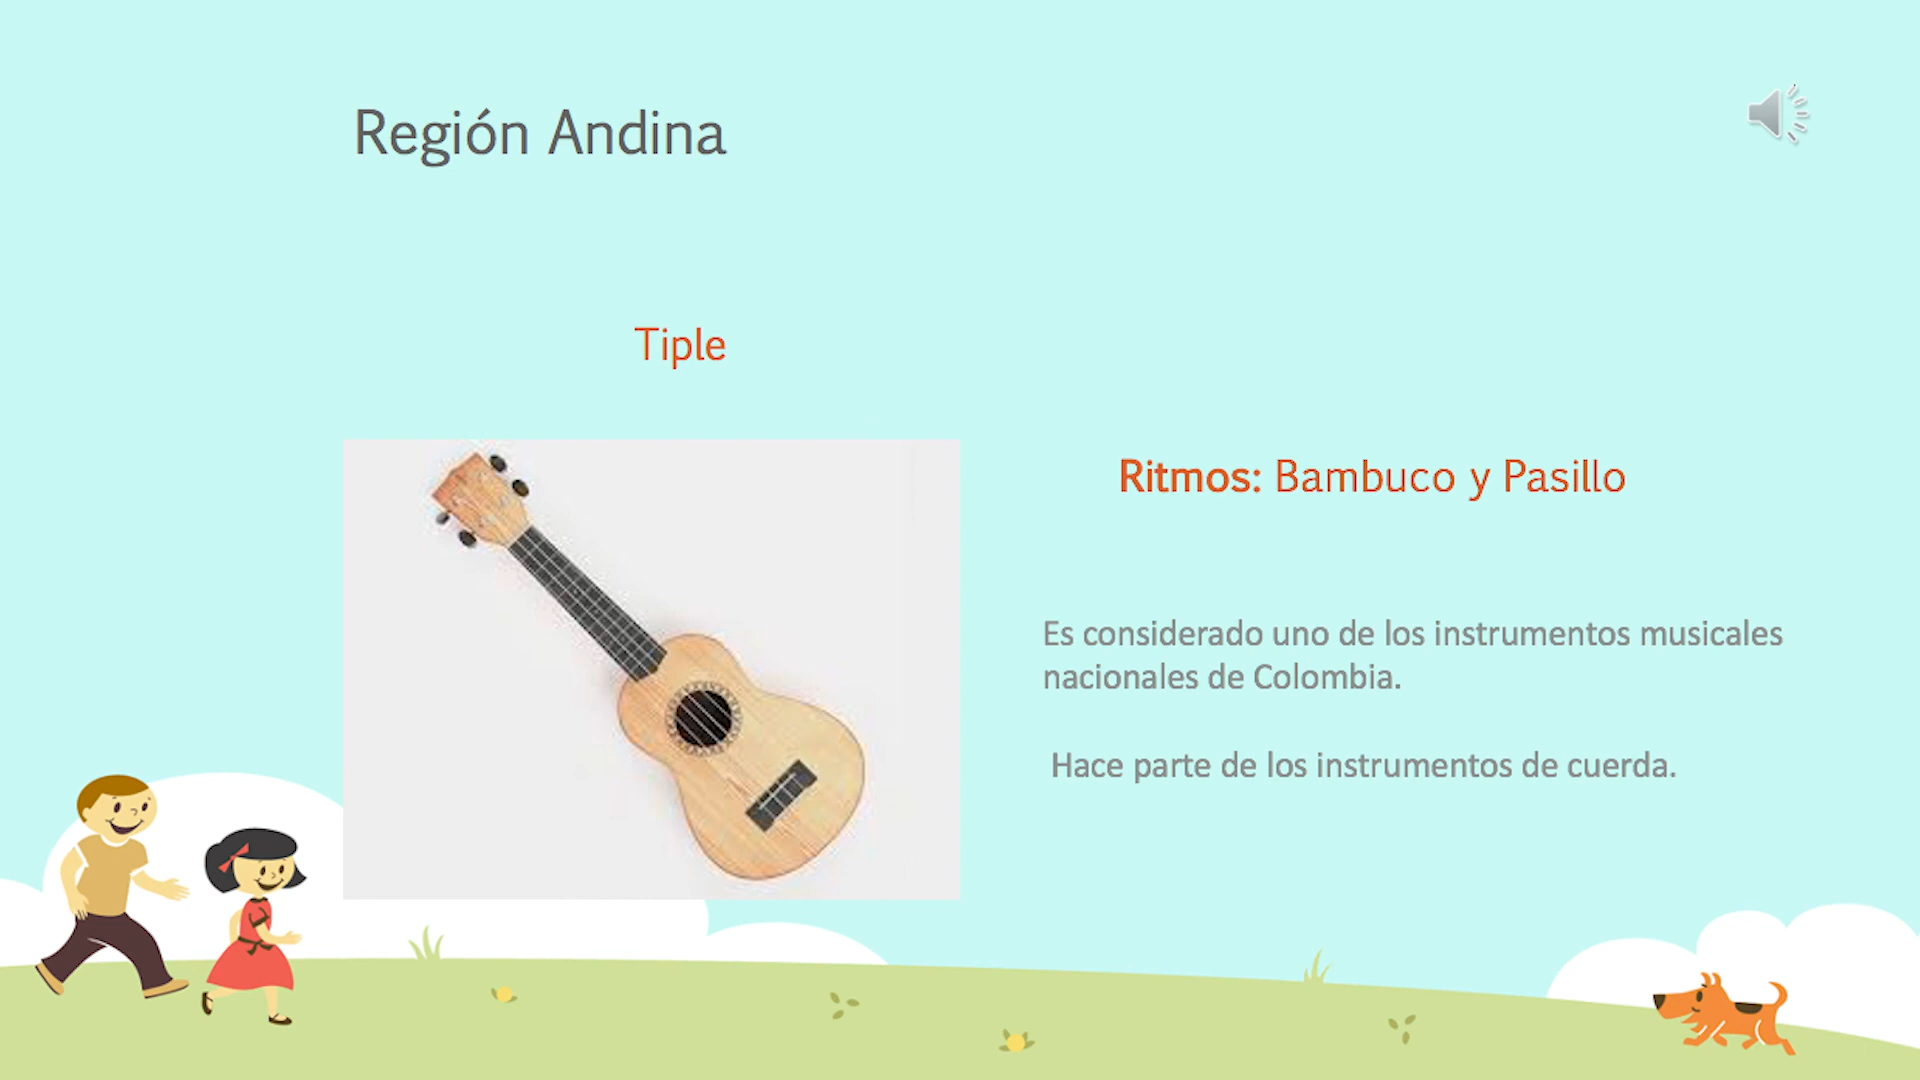 Región Andina
Tiple
Ritmos: Bambuco y Pasillo
Es considerado uno de los instrumentos musicales
nacionales de Colombia.
Hace parte de los instrumentos de cuerda.